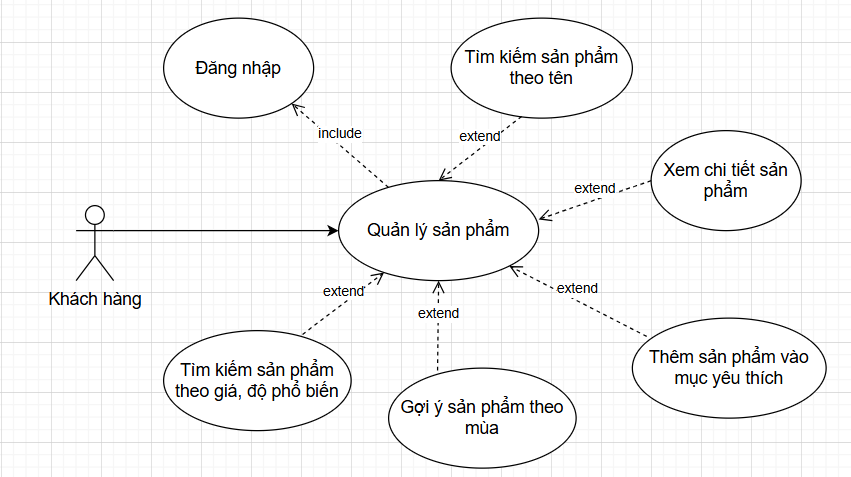 Đăng nhập
Tìm kiếm sản phẩm
theo tên
include
extend
Xem chi tiết sản
phẩm
extend
Quản lý sản phẩm
Khách hàng
extend
extend
extend
Tìm kiếm sản phẩm
theo giá, độ phổ biến
Gợi ý sản phẩm theo
mùa
Thêm sản phẩm vào
mục yêu thích